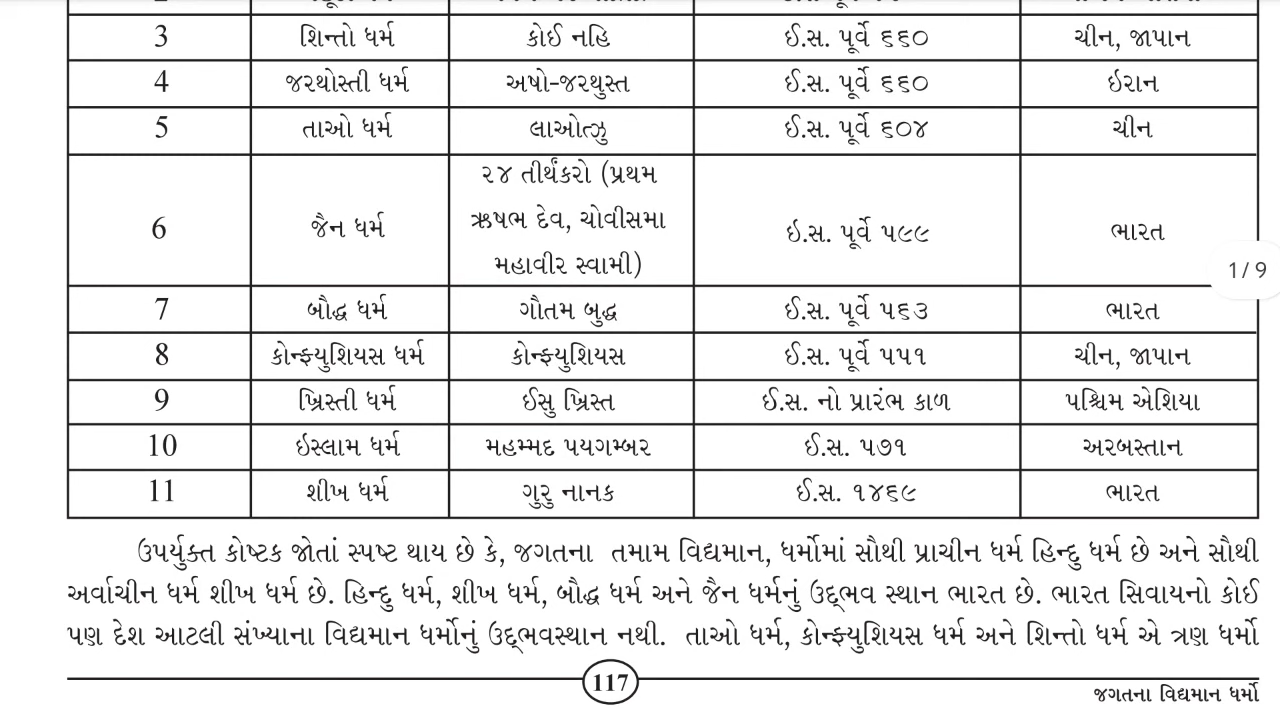 3 શિન્તો ધર્મ કોઈ નહિ ઈ.સ. પૂર્વે ૬૬૦ ચીન, જાપાન
4 જરથોસ્તી ધર્મ અષો-જરથુસ્ત ઈ.સ. પૂર્વે ૬૬૦ ઇરાન
5 તાઓ ધર્મ લાઓત્ઝુ ઈ.સ. પૂર્વે ૬૦૪ ચીન
6 જૈન ધર્મ ૨૪ તીર્થંકરો (પ્રથમ
ઋષભ દેવ, ચોવીસમા
મહાવીર સ્વામી) ઇ.સ. પૂર્વે ૫૯૯ ભારત
1/9
7 બૌદ્ધ ધર્મ ગૌતમ બુદ્ધ ઈ.સ. પૂર્વે ૫૬૩ ભારત
8 કોન્ફ્યુશિયસ ધર્મ કોન્ફ્યુશિયસ ઈ.સ. પૂર્વે ૫૫૧ ચીન, જાપાન
9 ખ્રિસ્તી ધર્મ ઈસુ ખ્રિસ્ત ઈ.સ. નો પ્રારંભ કાળ પશ્ચિમ એશિયા
10 ઇસ્લામ ધર્મ મહમ્મદ પયગમ્બર ઈ.સ. ૫૭૧ અરબસ્તાન
11 શીખ ધર્મ ગુરુ નાનક ઈ.સ. ૧૪૬૯ ભારત
ઉપર્યુક્ત કોષ્ટક જોતાં સ્પષ્ટ થાય છે કે, જગતના તમામ વિદ્યમાન, ધર્મોમાં સૌથી પ્રાચીન ધર્મ હિન્દુ ધર્મ છે અને સૌથી
અર્વાચીન ધર્મ શીખ ધર્મ છે. હિન્દુ ધર્મ, શીખ ધર્મ, બૌદ્ધ ધર્મ અને જૈન ધર્મનું ઉદ્‌ભવ સ્થાન ભારત છે. ભારત સિવાયનો કોઈ
પણ દેશ આટલી સંખ્યાના વિદ્યમાન ધર્મોનું ઉદ્‌ભવસ્થાન નથી. તાઓ ધર્મ, કોન્ફ્યુશિયસ ધર્મ અને શિન્તો ધર્મ એ ત્રણ ધર્મો
117
જગતના વિદ્યમાન ધર્મો